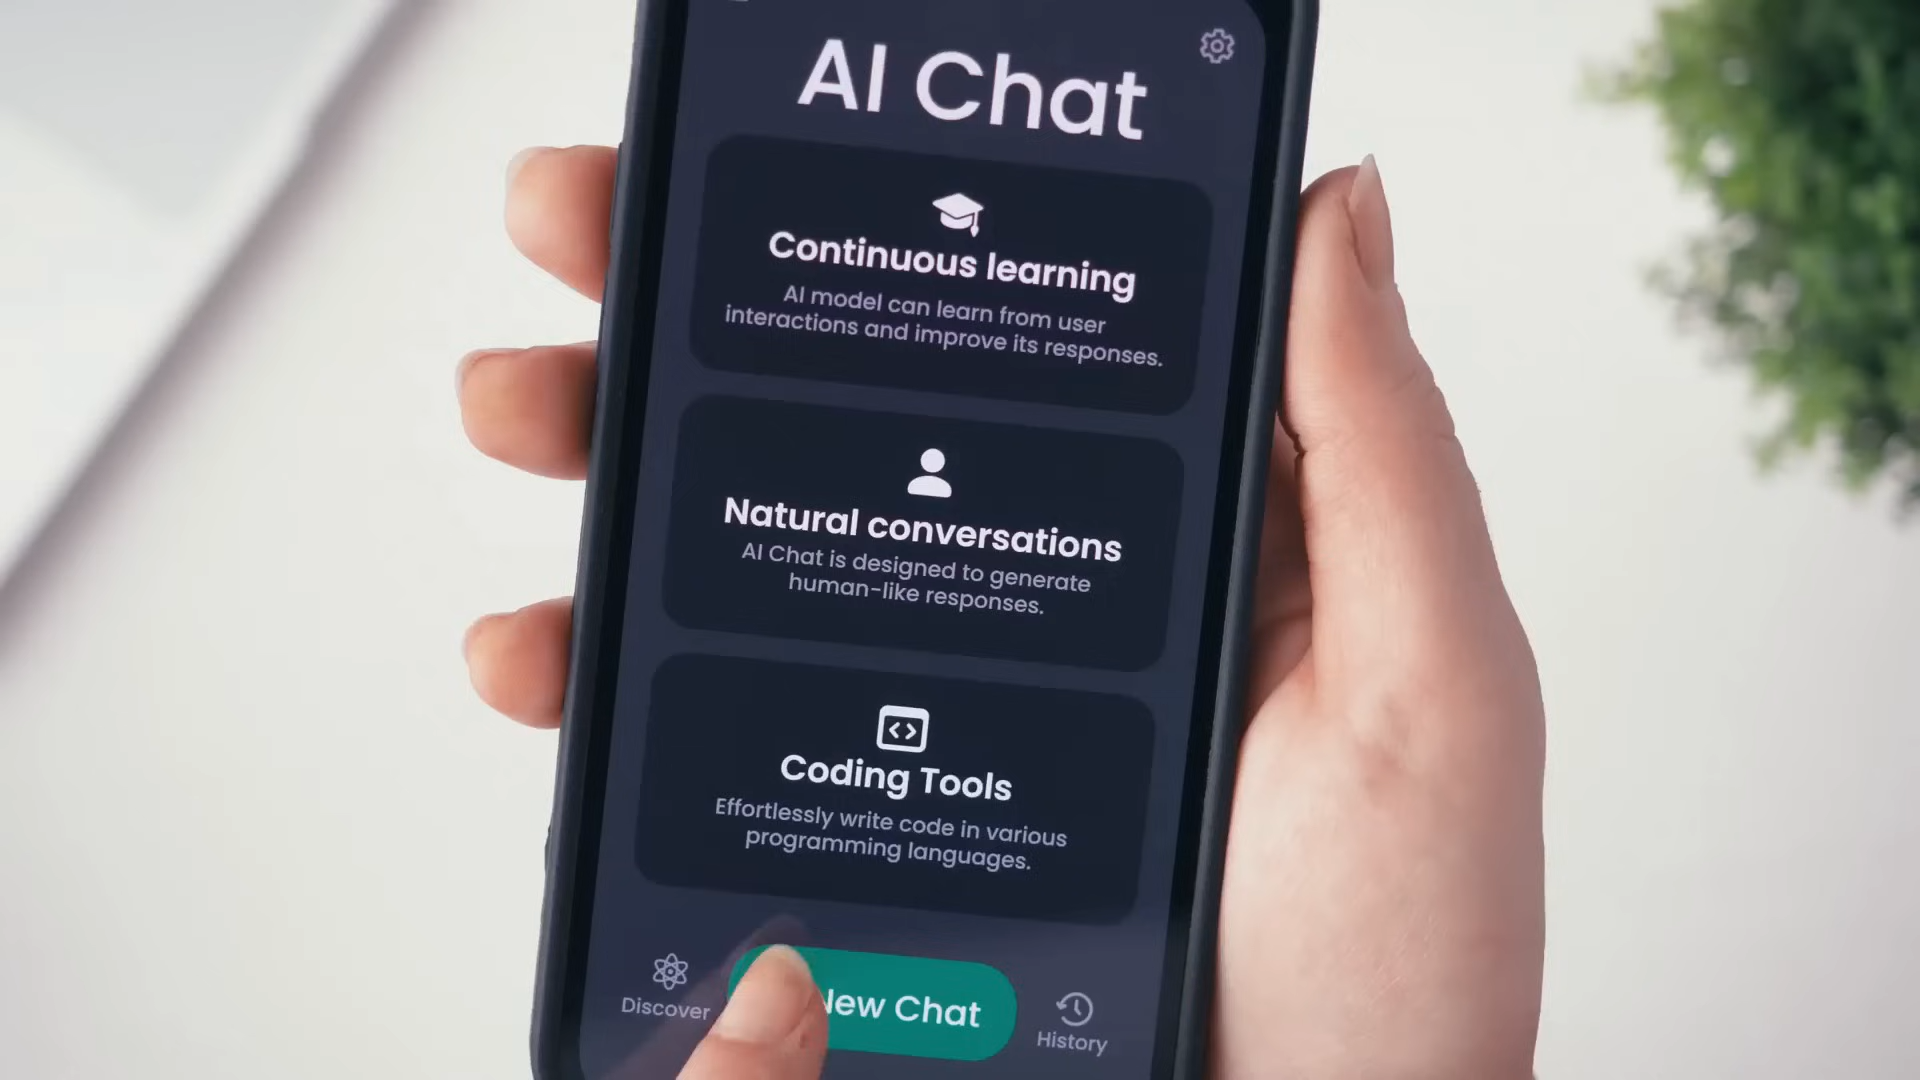 AI Chat
Continuous learning
AI model can learn from user
interactions and improve its responses.
Natural conversations
AI Chat is designed to generate
human-like responses.
Coding Tools
Effortlessly write code in various
programming languages.
Discover
New Chat
History